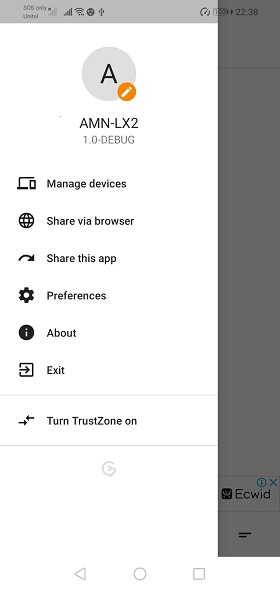 SOS only
Unitel
100
22:38
A
AMN-LX2
1.0-DEBUG
Manage devices
Share via browser
Share this app
Preferences
About
Exit
Turn TrustZone on
Ecwid